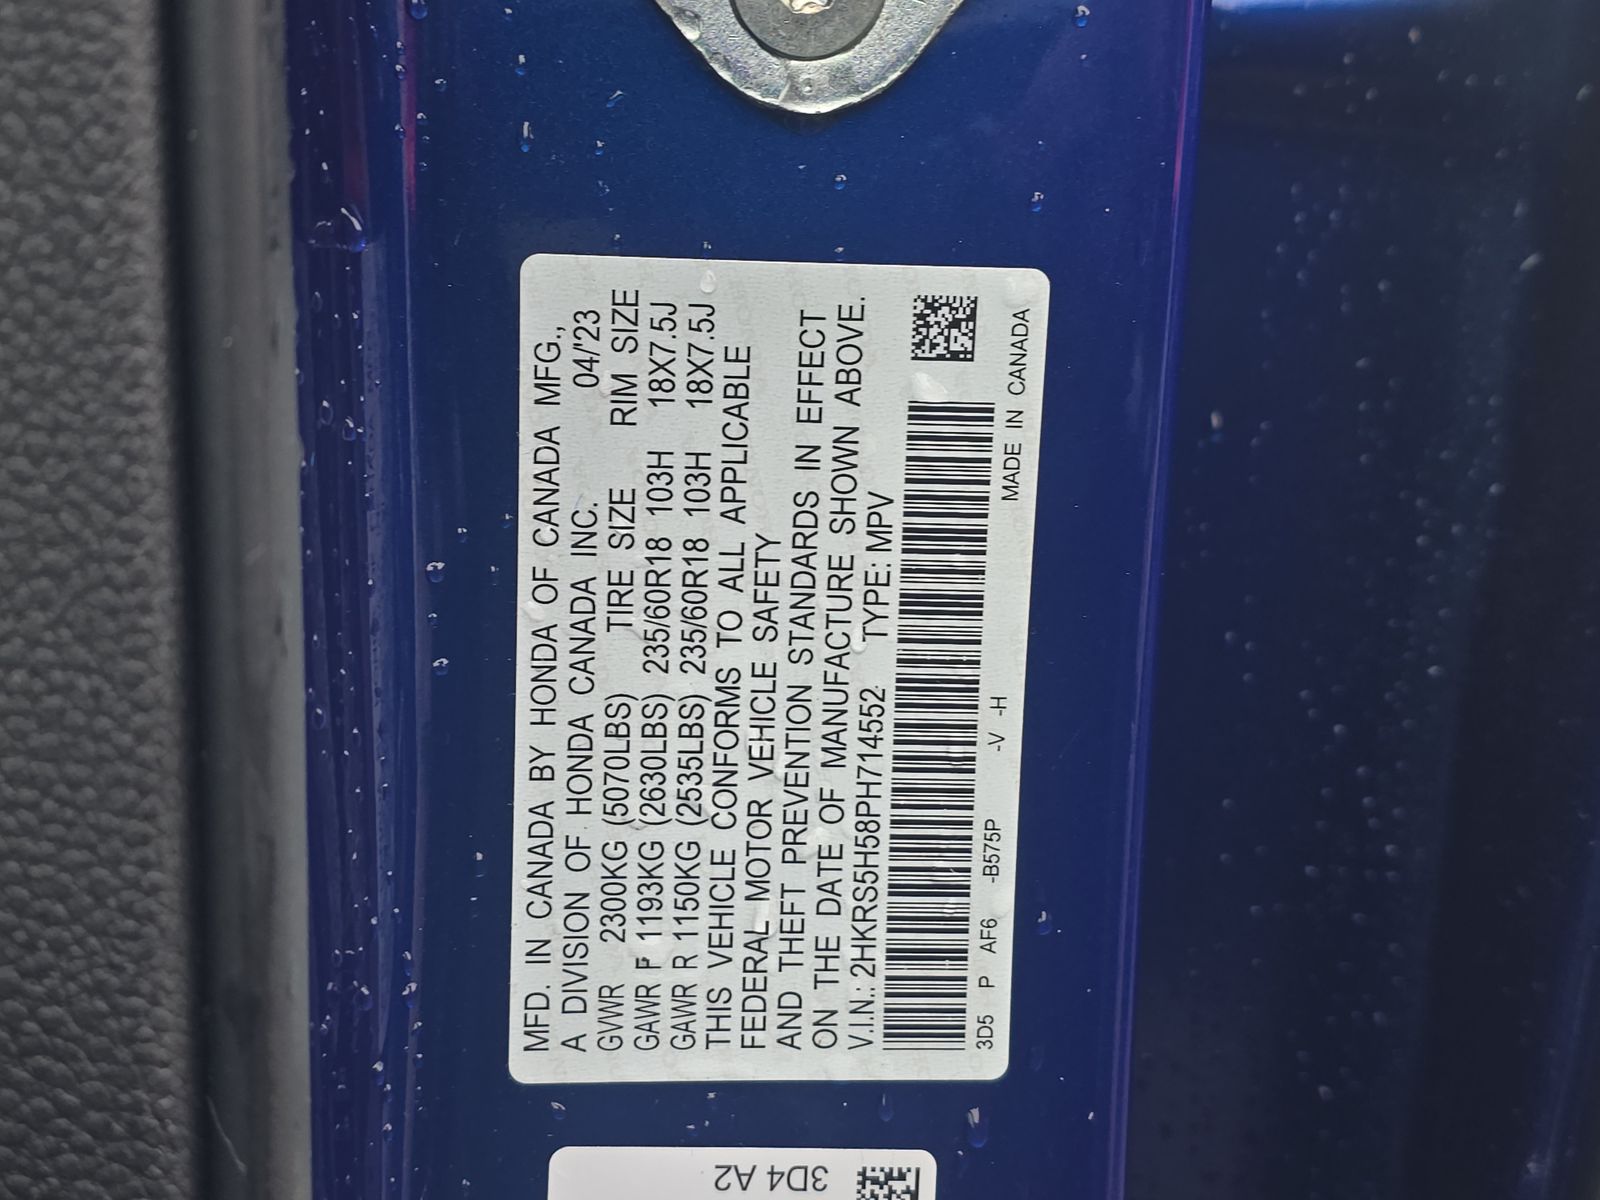 MFD. IN CANADA BY HONDA OF CANADA MFG.,
A DIVISION OF HONDA CANADA INC. 04/'23
GVWR 2300KG (5070LBS) TIRE SIZE RIM SIZE
GAWR F 1193KG (2630LBS) 235/60R18 103H 18X7.5J
GAWR R 1150KG (2535LBS) 235/60R18 103H 18X7.5J
THIS VEHICLE CONFORMS TO ALL APPLICABLE
FEDERAL MOTOR VEHICLE SAFETY
AND THEFT PREVENTION STANDARDS IN EFFECT
ON THE DATE OF MANUFACTURE SHOWN ABOVE.
V.I.N.: 2HKRS5H58PH714552 TYPE: MPV
3D5 P AF6 -B575P -V -H MADE IN CANADA
3D4 A2